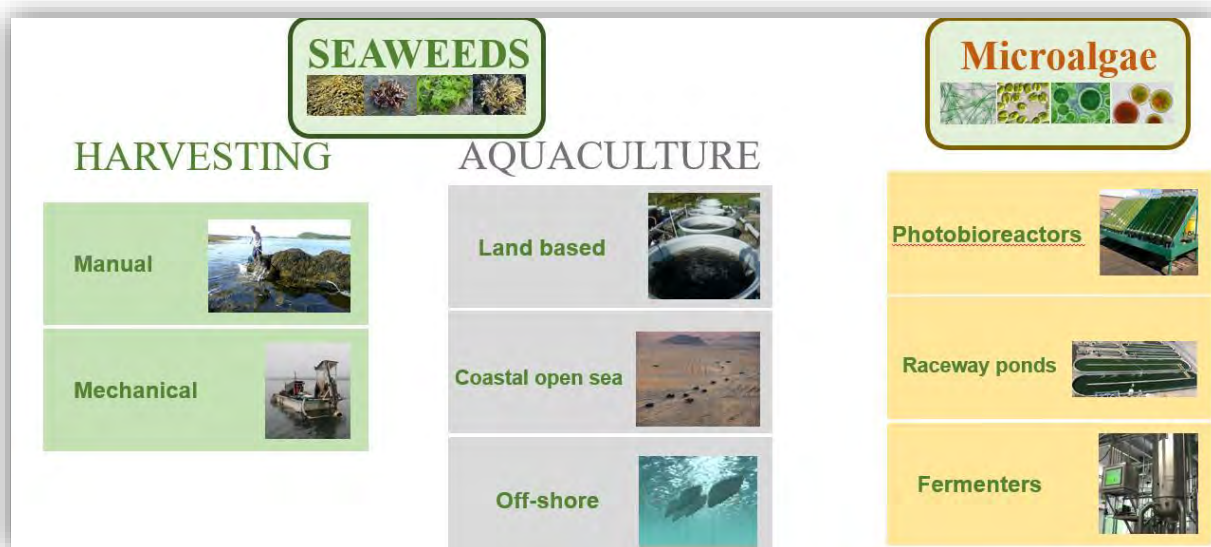 SEAWEEDS
Microalgae
HARVESTING
AQUACULTURE
Manual
Mechanical
Land based
Coastal open sea
Off-shore
Photobioreactors
Raceway ponds
Fermenters